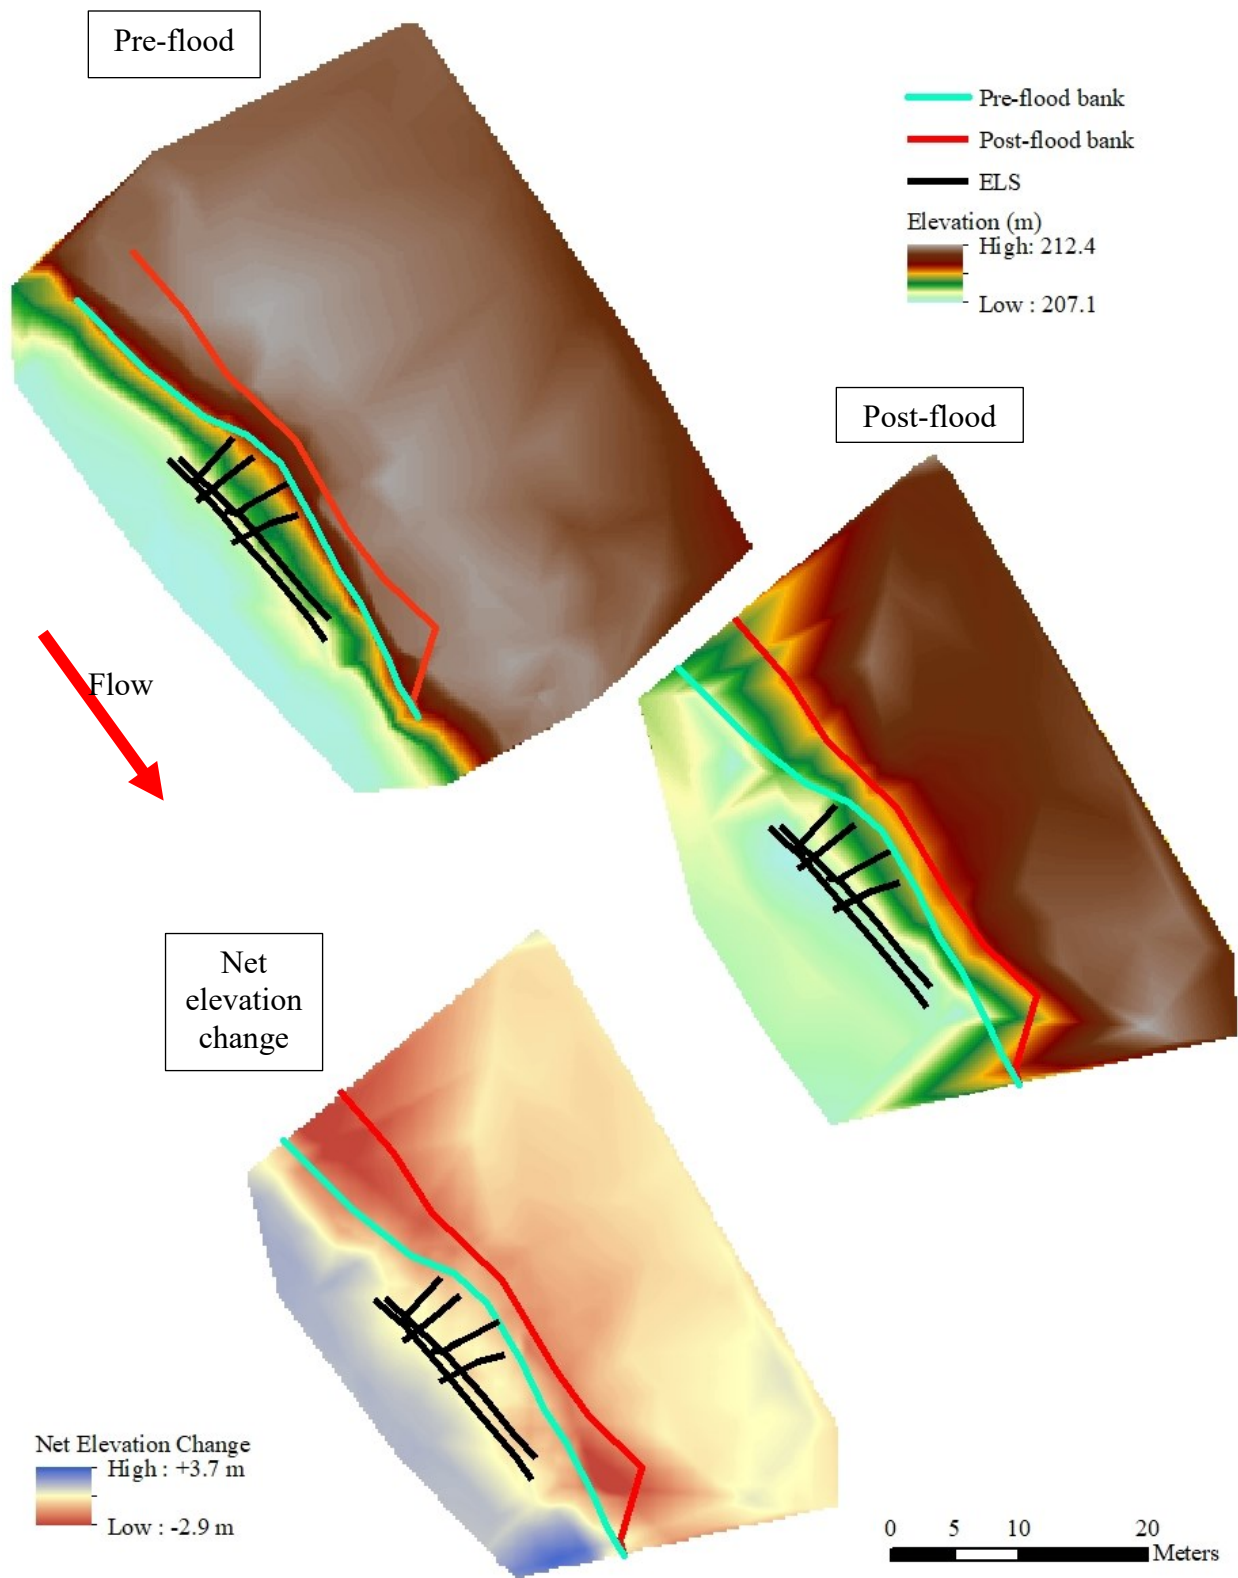 Pre-flood
Pre-flood bank
Post-flood bank
ELS
Elevation (m)
High: 212.4
Low : 207.1
Post-flood
Flow
Net
elevation
change
Net Elevation Change
High : +3.7 m
Low : -2.9 m
0 5 10 20
Meters